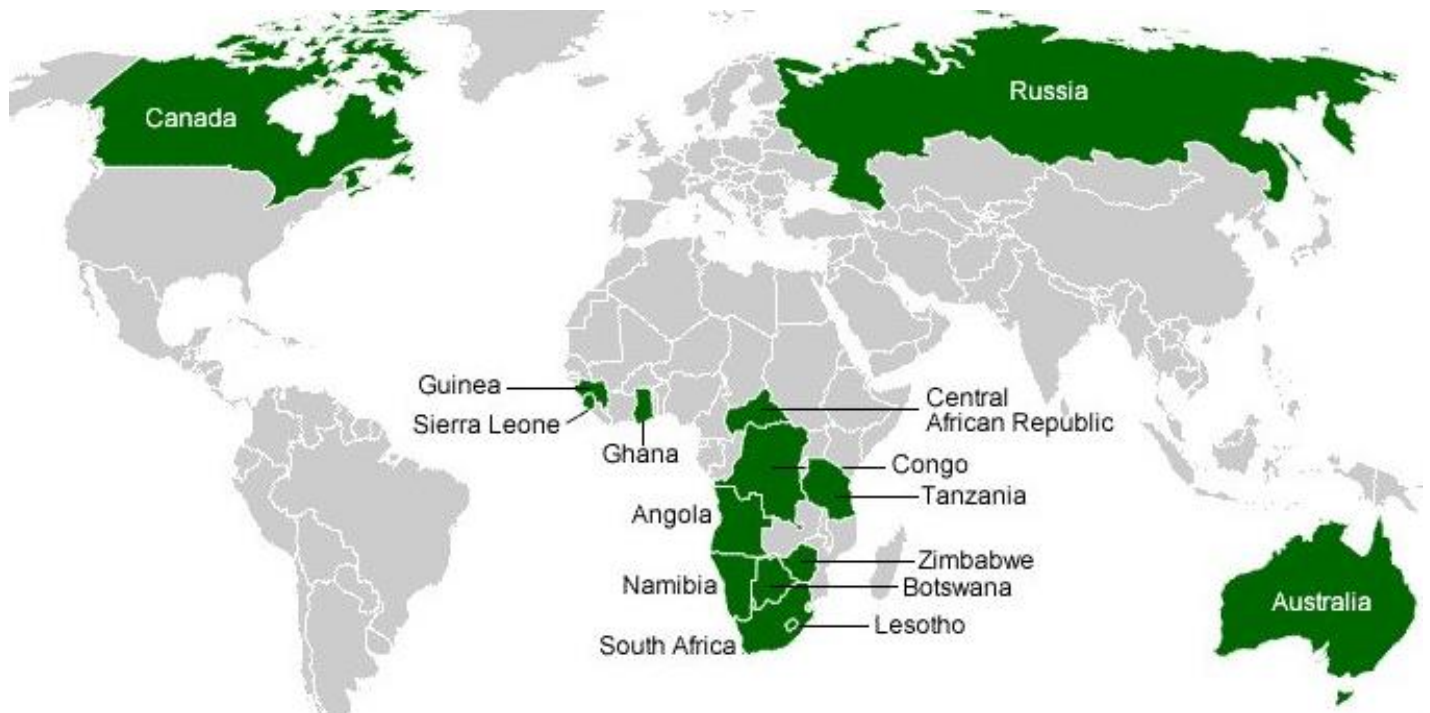 Canada
Russia
Guinea
Sierra Leone
Ghana
Central
African Republic
Congo
Tanzania
Angola
Zimbabwe
Namibia
Botswana
Australia
Lesotho
South Africa